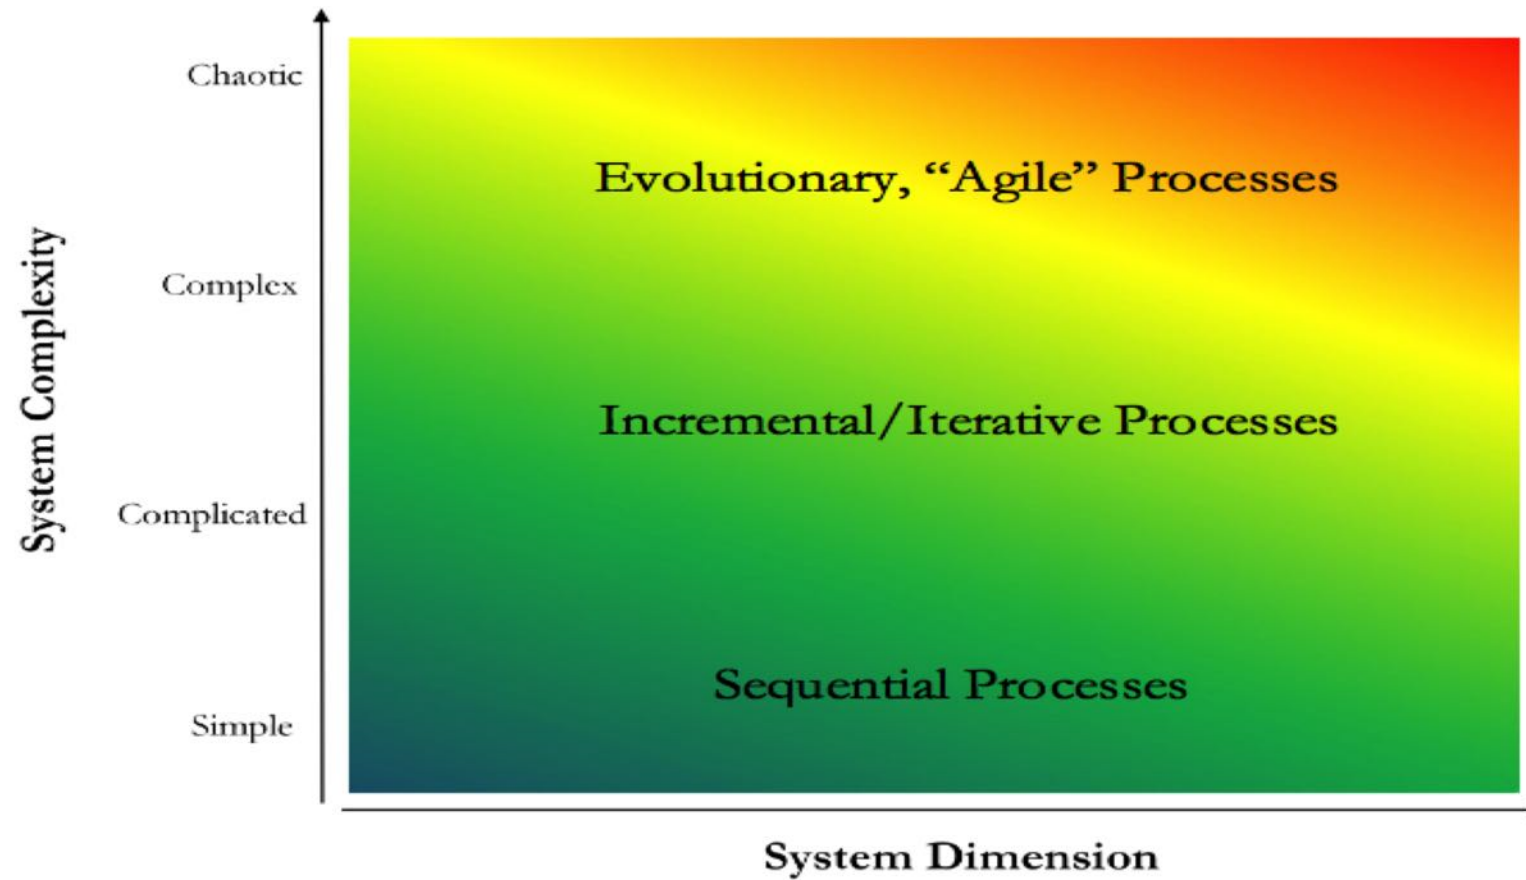 Chaotic
Evolutionary, “Agile” Processes
System Complexity
Complex
Incremental/Iterative Processes
Complicated
Sequential Processes
Simple
System Dimension